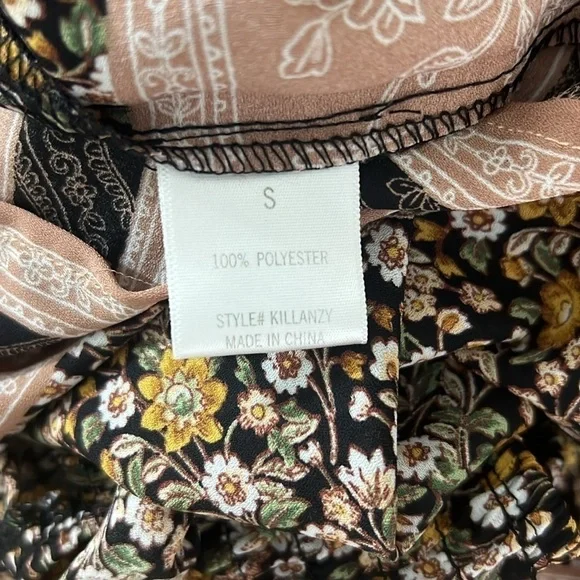 S
100% POLYESTER
STYLE# KILLANZY
MADE IN CHINA